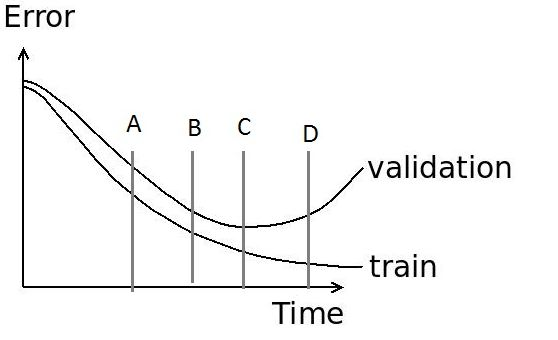 Error
A
B
C
D
validation
train
Time